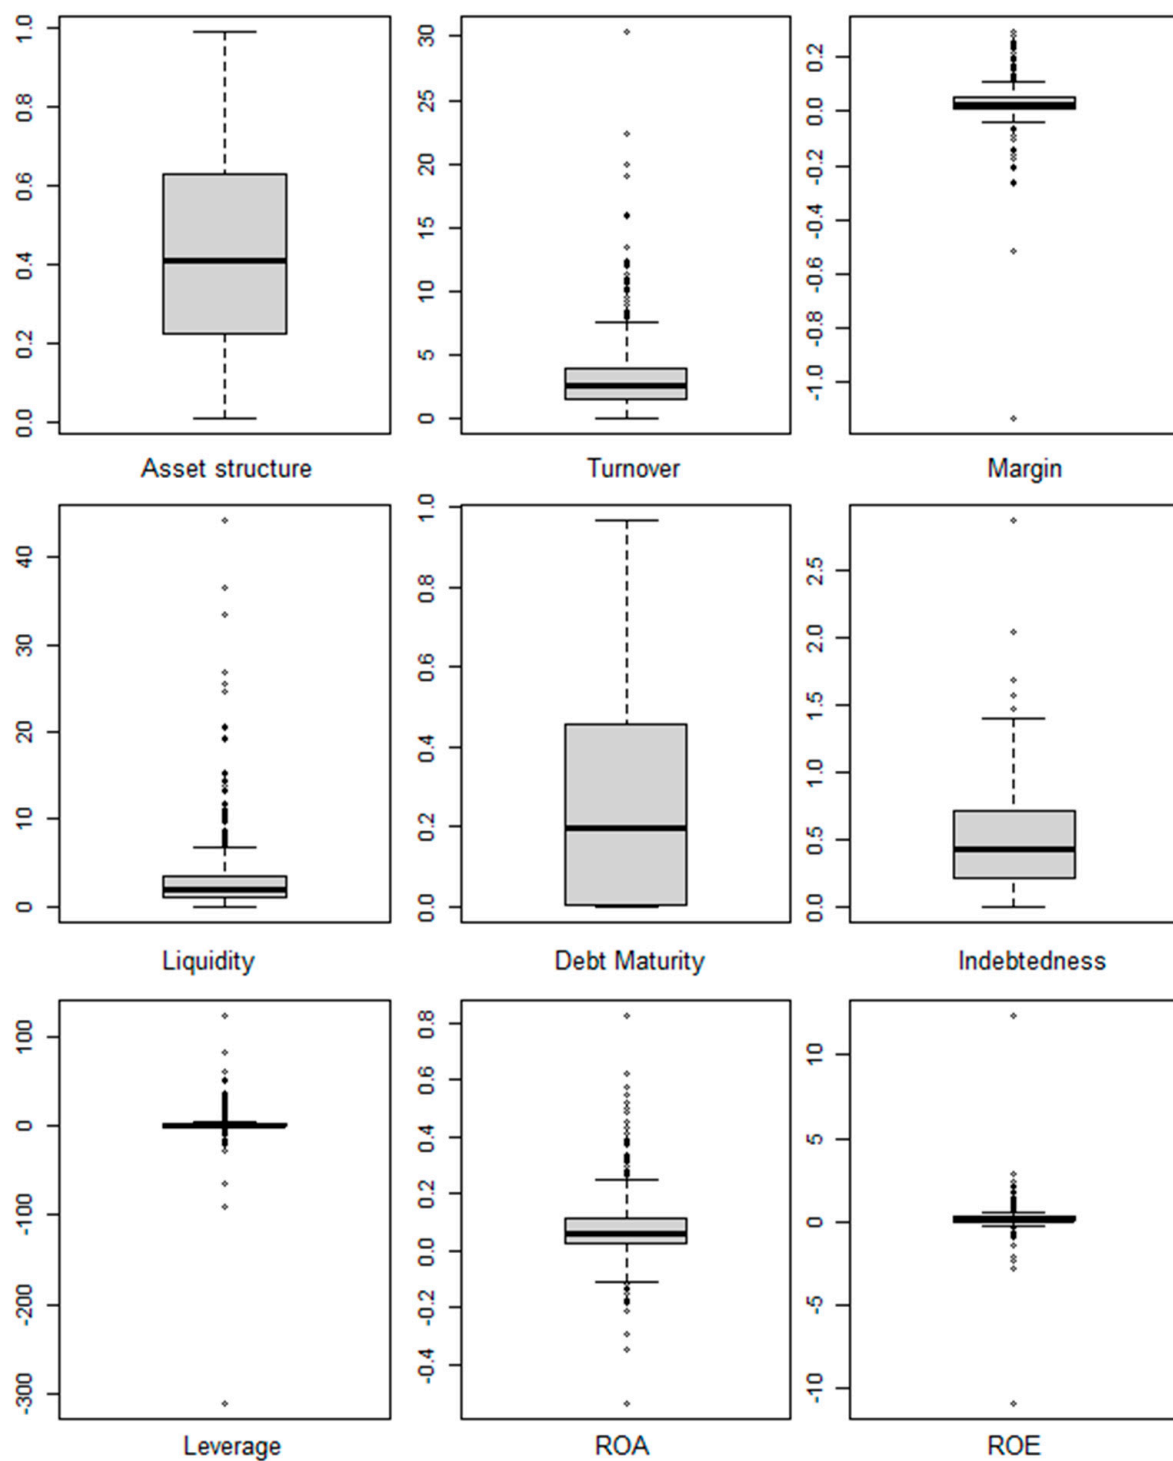 0.0 0.2 0.4 0.6 0.8 1.0
0 5 10 15 20 25 30
-1.0 -0.8 -0.6 -0.4 -0.2 0.0 0.2
Asset structure Turnover Margin
0 10 20 30 40
0.0 0.2 0.4 0.6 0.8 1.0
0.0 0.5 1.0 1.5 2.0 2.5
Liquidity Debt Maturity Indebtedness
-300 -200 -100 0 100
-0.4 -0.2 0.0 0.2 0.4 0.6 0.8
-10 -5 0 5 10
Leverage ROA ROE